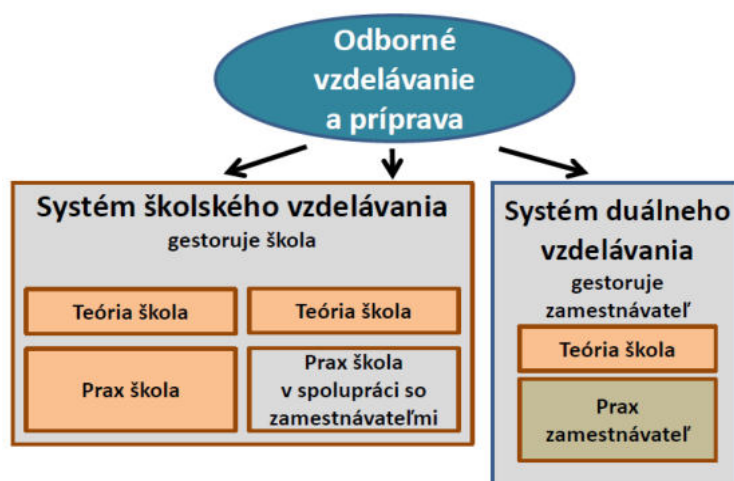 Odborné
vzdelávanie
a príprava
Systém školského vzdelávania
gestoruje škola
Teória škola
Teória škola
Prax škola
Prax škola
v spolupráci so
zamestnávateľmi
Systém duálneho
vzdelávania
gestoruje
zamestnávateľ
Teória škola
Prax
zamestnávateľ